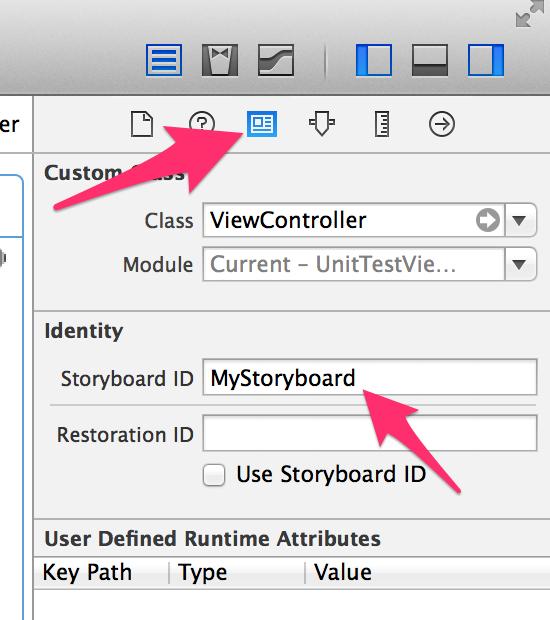 er
Custom Class
Class ViewController
Module Current – UnitTestVie...
Identity
Storyboard ID MyStoryboard
Restoration ID
Use Storyboard ID
User Defined Runtime Attributes
Key Path Type Value